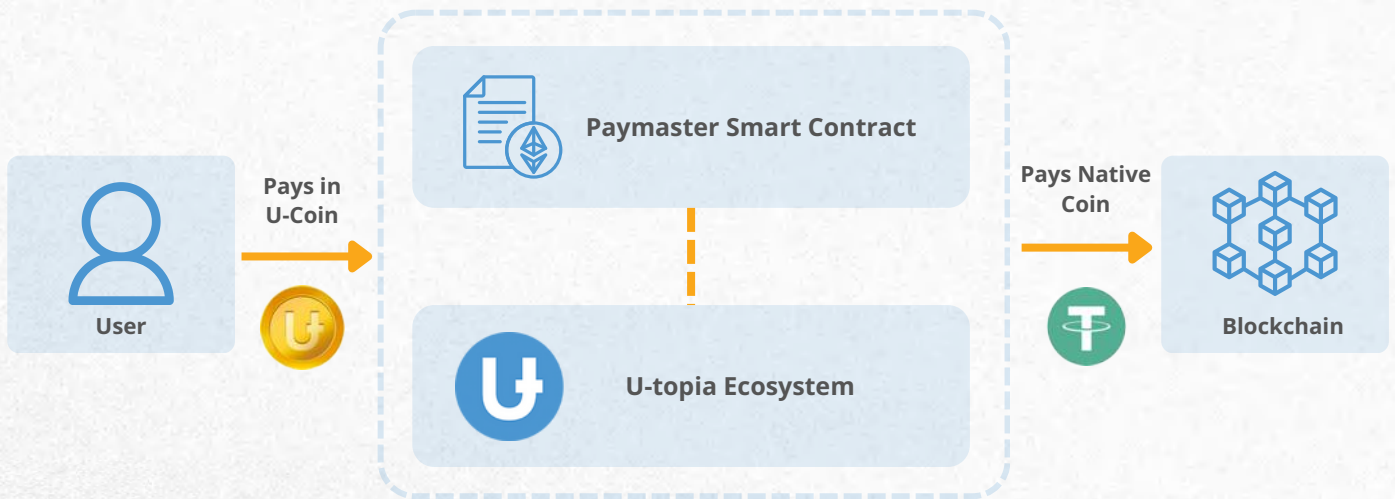 Paymaster Smart Contract
Pays in
U-Coin
User
Pays Native
Coin
Blockchain
U-topia Ecosystem